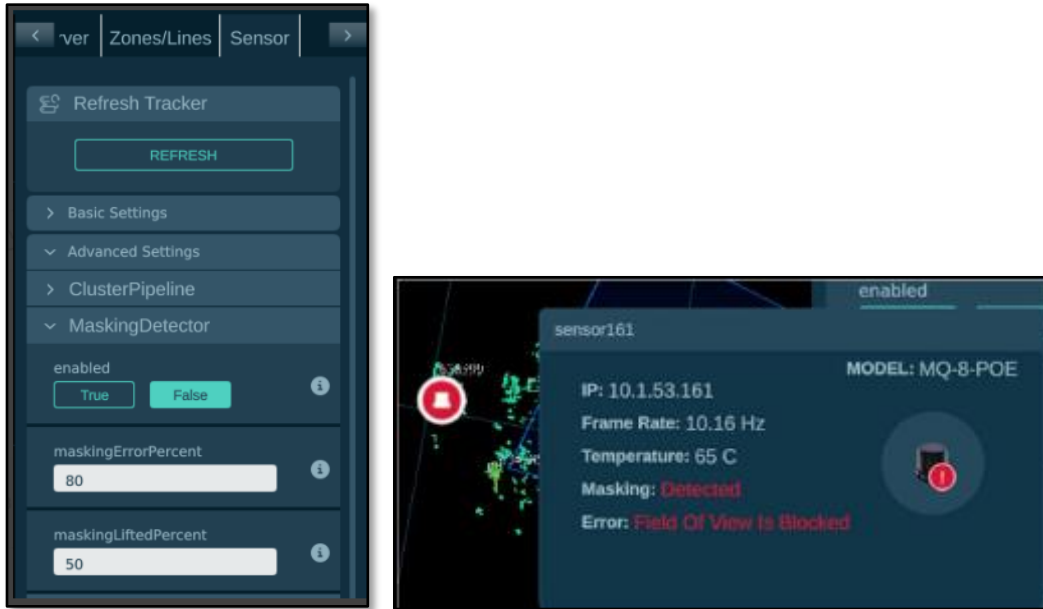 ver Zones/Lines Sensor
Refresh Tracker
REFRESH
Basic Settings
Advanced Settings
ClusterPipeline
MaskingDetector
enabled
True False
maskingErrorPercent
80
maskingLiftedPercent
50
enabled
sensor161
MODEL: MQ-8-POE
IP: 10.1.53.161
Frame Rate: 10.16 Hz
Temperature: 65 C
Masking: Detected
Error: Field Of View Is Blocked